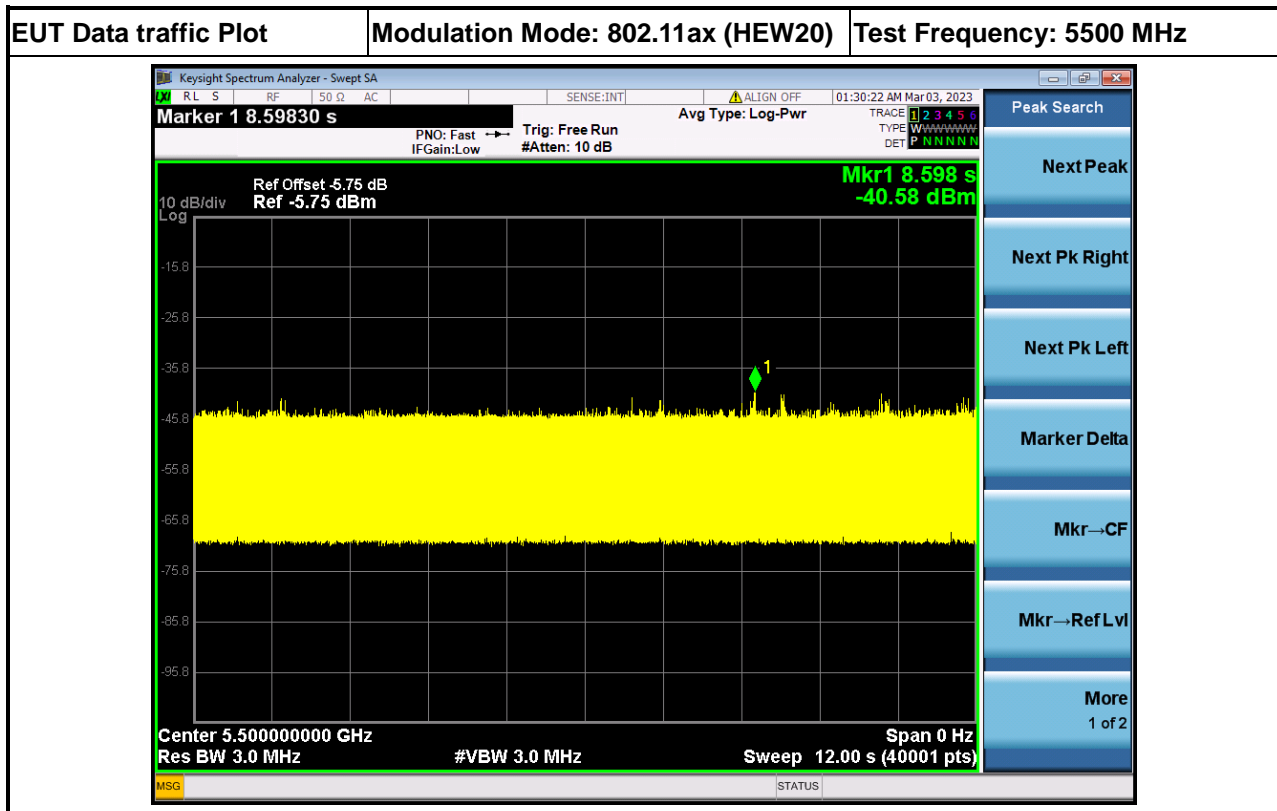 EUT Data traffic Plot Modulation Mode: 802.11ax (HEW20) Test Frequency: 5500 MHz
Keysight Spectrum Analyzer - Swept SA
LXI RL S RF 50 Ω AC SENSE:INT ALIGN OFF 01:30:22 AM Mar 03, 2023
Marker 1 8.59830 s
Avg Type: Log-Pwr
TRACE 1 2 3 4 5 6
PNO: Fast
Trig: Free Run
TYPE WWWWWW
IFGain:Low
#Atten: 10 dB
DET P N N N N N
Peak Search
Ref Offset -5.75 dB
Mkr1 8.598 s
10 dB/div Ref -5.75 dBm
-40.58 dBm
Log
-15.8
-25.8
-35.8
1
-45.8
-55.8
-65.8
-75.8
-85.8
-95.8
Center 5.500000000 GHz Span 0 Hz
Res BW 3.0 MHz #VBW 3.0 MHz Sweep 12.00 s (40001 pts)
Next Peak
Next Pk Right
Next Pk Left
Marker Delta
Mkr→CF
Mkr→Ref Lvl
More
1 of 2
MSG STATUS